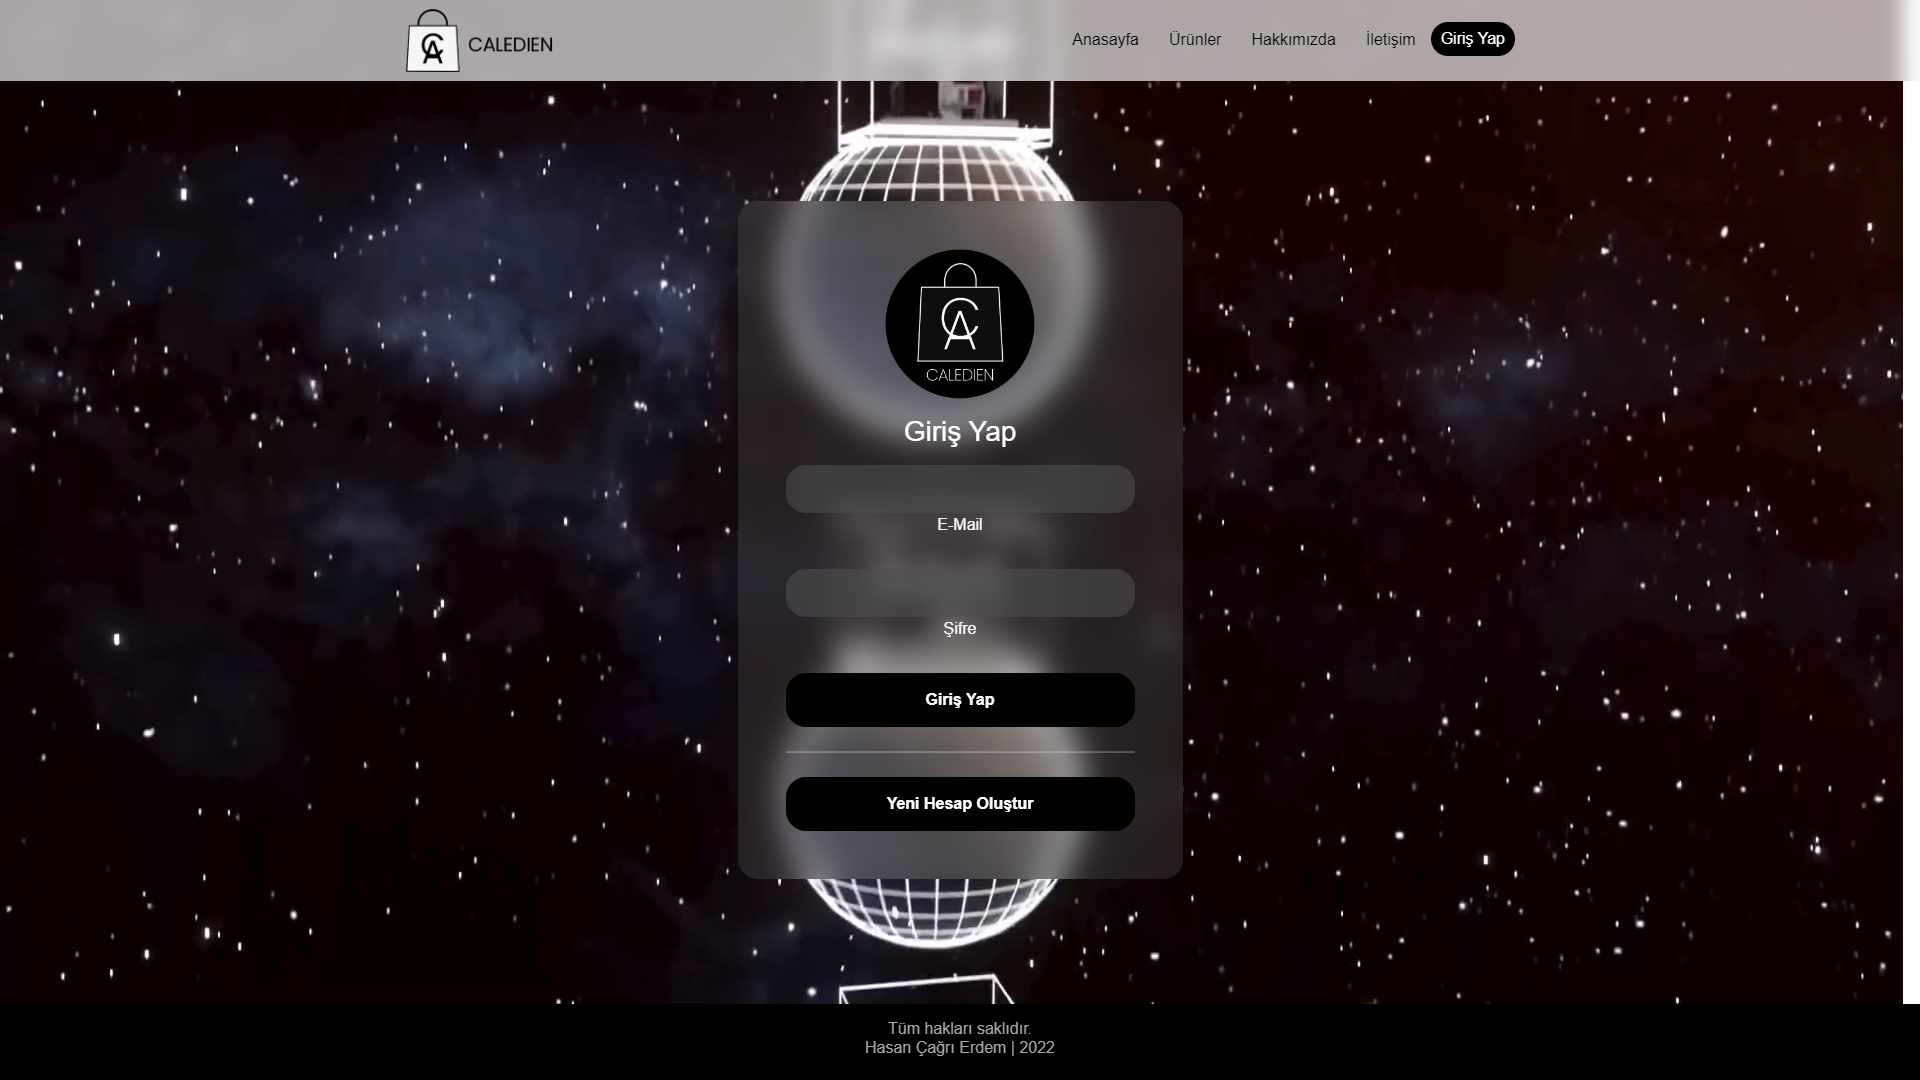 CALEDIEN
Anasayfa
Ürünler
Hakkımızda
İletişim
Giriş Yap
CA
CALEDIEN
Giriş Yap
E-Mail
Şifre
Giriş Yap
Yeni Hesap Oluştur
Tüm hakları saklıdır.
Hasan Çağrı Erdem | 2022